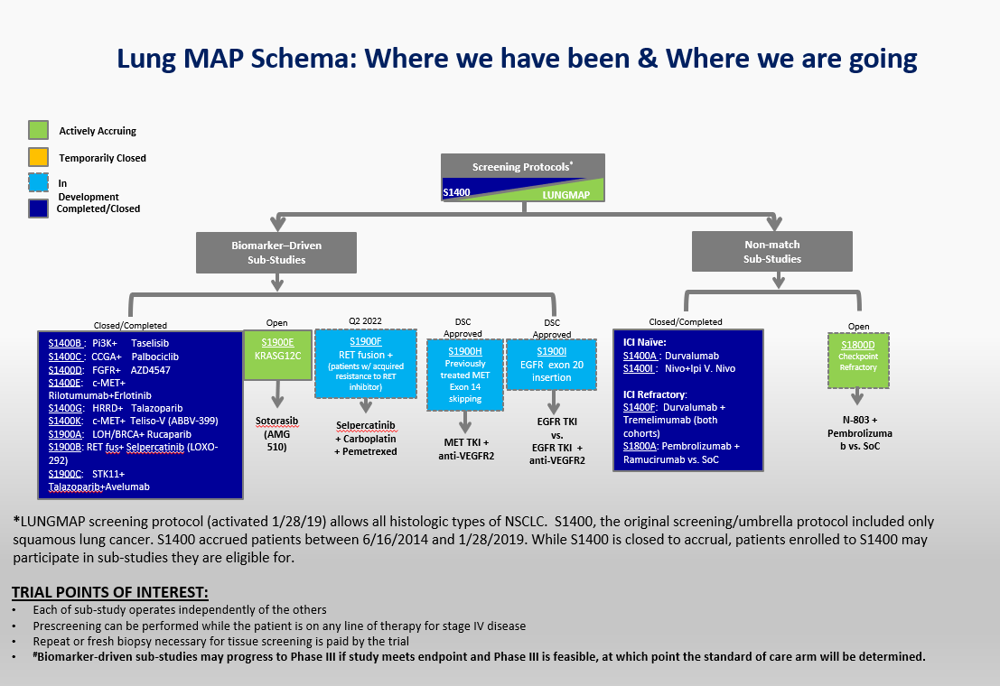 Lung MAP Schema: Where we have been & Where we are going
Actively Accruing
Temporarily Closed
In
Development
Completed/Closed
Screening Protocols*
S1400
LUNGMAP
Biomarker–Driven
Sub-Studies
Non-match
Sub-Studies
Closed/Completed
S1400B: Pi3K+ Taselisib
S1400C: CCGA+ Palbociclib
S1400D: FGFR+ AZD4547
S1400E: c-MET+
Rilotumumab+Erlotinib
S1400G: HRRD+ Talazoparib
S1400K: c-MET+ Teliso-V (ABBV-399)
S1900A: LOH/BRCA+ Rucaparib
S1900B: RET fus+ Selpercatinib (LOXO-
292)
S1900C: STK11+
Talazoparib+Avelumab
Open
S1900E
KRASG12C
Sotorasib
(AMG
510)
Q2 2022
S1900F
RET fusion +
(patients w/ acquired
resistance to RET
inhibitor)
Selpercatinib
+ Carboplatin
+ Pemetrexed
DSC
Approved
S1900H
Previously
treated MET
Exon 14
skipping
MET TKI +
anti-VEGFR2
DSC
Approved
S1900I
EGFR exon 20
insertion
EGFR TKI
vs.
EGFR TKI +
anti-VEGFR2
Closed/Completed
ICI Naïve:
S1400A : Durvalumab
S1400I : Nivo+Ipi V. Nivo
ICI Refractory:
S1400F: Durvalumab +
Tremelimumab (both
cohorts)
S1800A: Pembrolizumab +
Ramucirumab vs. SoC
Open
S1800D
Checkpoint
Refractory
N-803 +
Pembrolizuma
b vs. SoC
*LUNGMAP screening protocol (activated 1/28/19) allows all histologic types of NSCLC. S1400, the original screening/umbrella protocol included only
squamous lung cancer. S1400 accrued patients between 6/16/2014 and 1/28/2019. While S1400 is closed to accrual, patients enrolled to S1400 may
participate in sub-studies they are eligible for.
TRIAL POINTS OF INTEREST:
• Each of sub-study operates independently of the others
• Prescreening can be performed while the patient is on any line of therapy for stage IV disease
• Repeat or fresh biopsy necessary for tissue screening is paid by the trial
• #Biomarker-driven sub-studies may progress to Phase III if study meets endpoint and Phase III is feasible, at which point the standard of care arm will be determined.